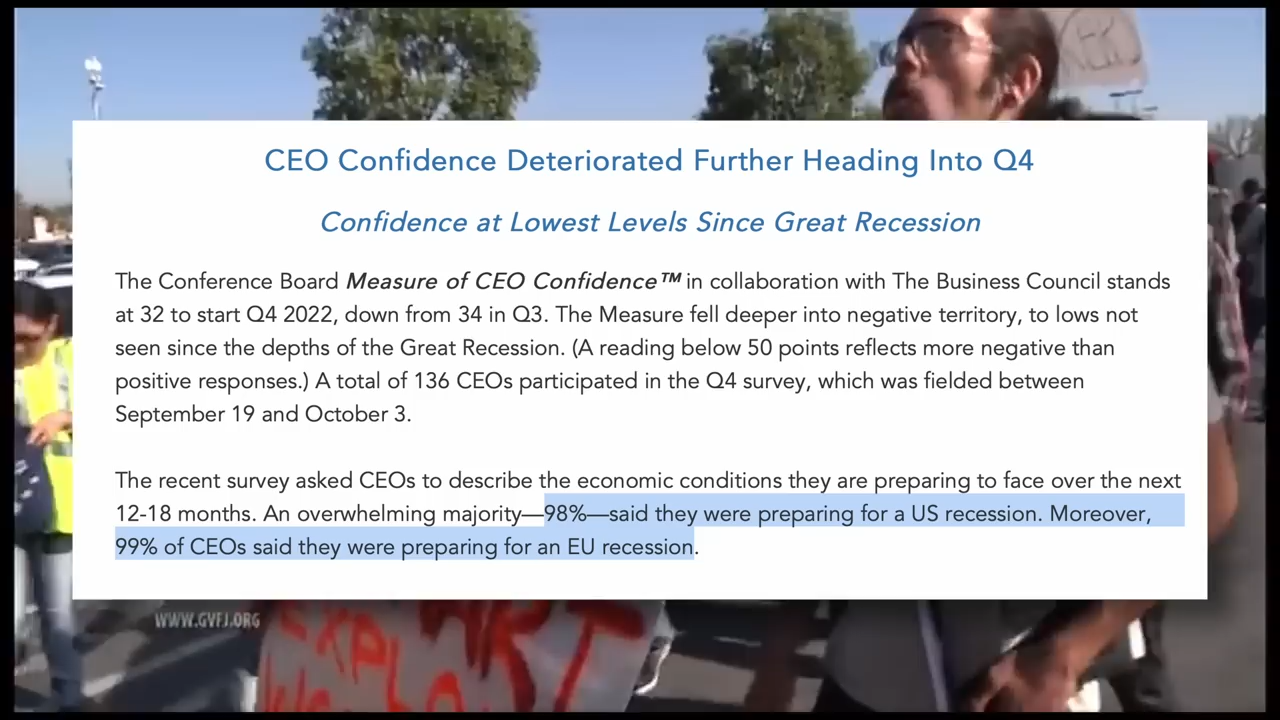 CEO Confidence Deteriorated Further Heading Into Q4
Confidence at Lowest Levels Since Great Recession
The Conference Board Measure of CEO Confidence™ in collaboration with The Business Council stands
at 32 to start Q4 2022, down from 34 in Q3. The Measure fell deeper into negative territory, to lows not
seen since the depths of the Great Recession. (A reading below 50 points reflects more negative than
positive responses.) A total of 136 CEOs participated in the Q4 survey, which was fielded between
September 19 and October 3.
The recent survey asked CEOs to describe the economic conditions they are preparing to face over the next
12-18 months. An overwhelming majority—98%—said they were preparing for a US recession. Moreover,
99% of CEOs said they were preparing for an EU recession.
WWW.GVFJ.ORG